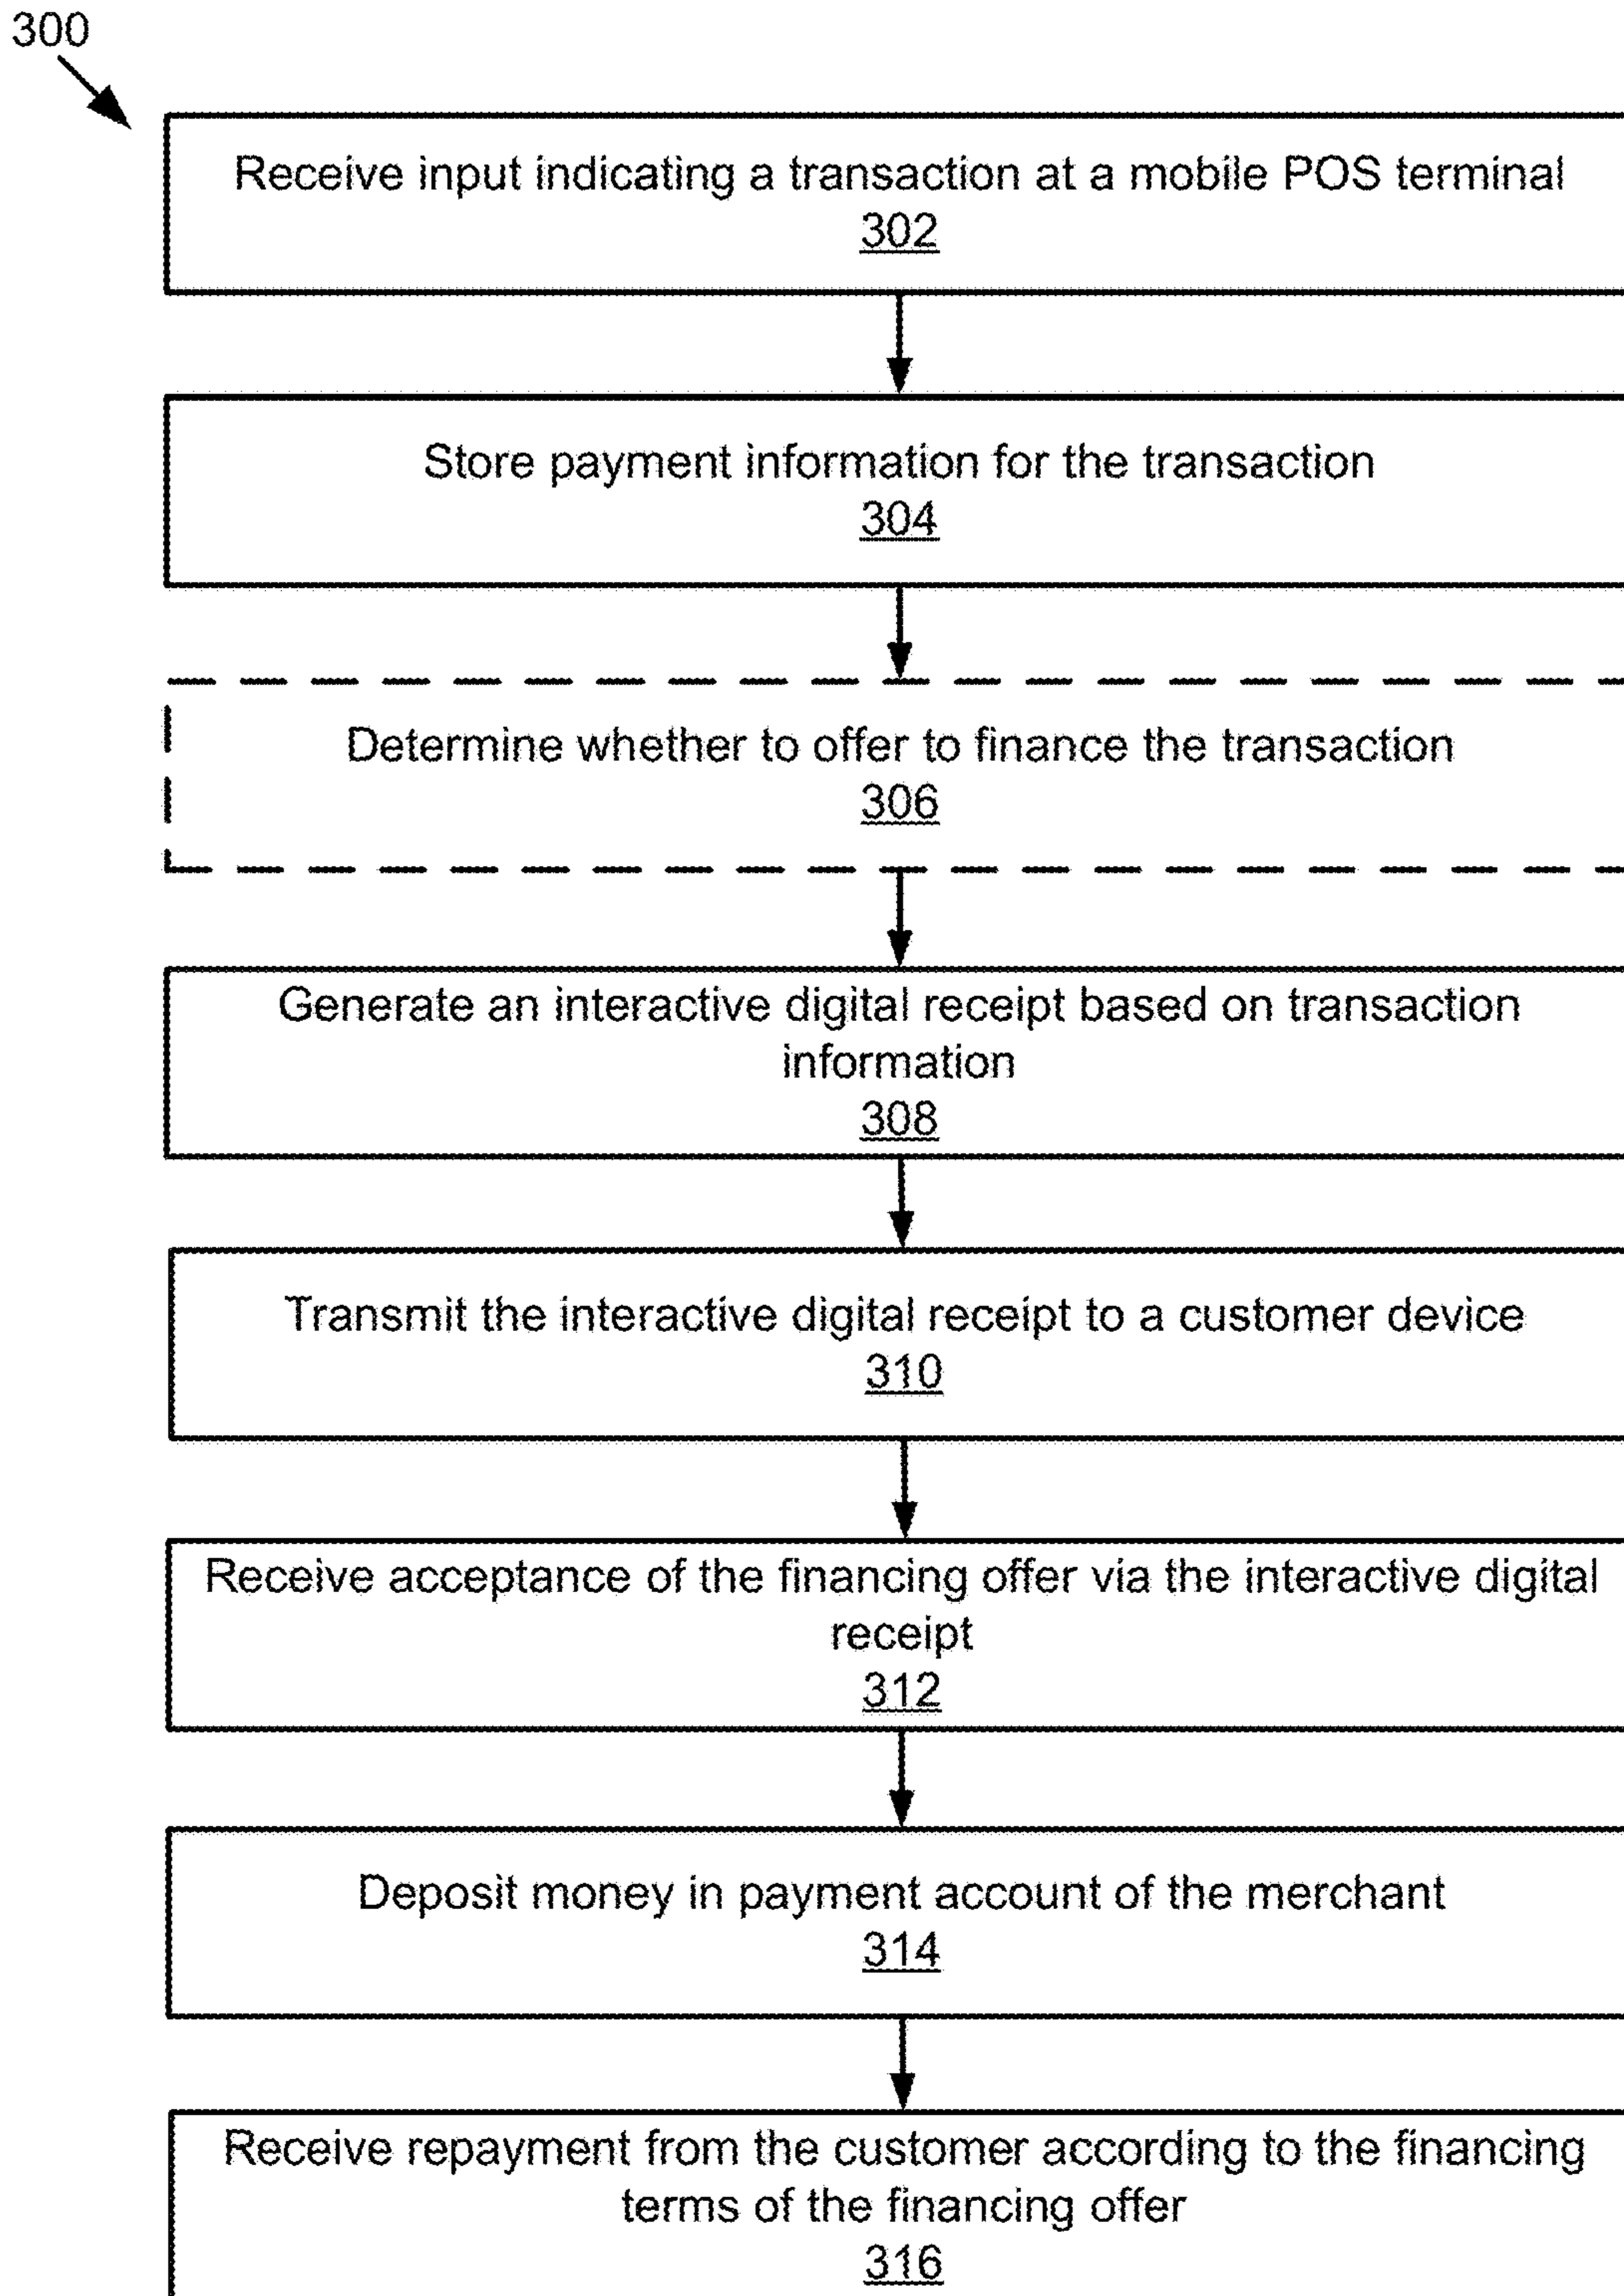 300
Receive input indicating a transaction at a mobile POS terminal
302
Store payment information for the transaction
304
Determine whether to offer to finance the transaction
306
Generate an interactive digital receipt based on transaction
information
308
Transmit the interactive digital receipt to a customer device
310
Receive acceptance of the financing offer via the interactive digital
receipt
312
Deposit money in payment account of the merchant
314
Receive repayment from the customer according to the financing
terms of the financing offer
316